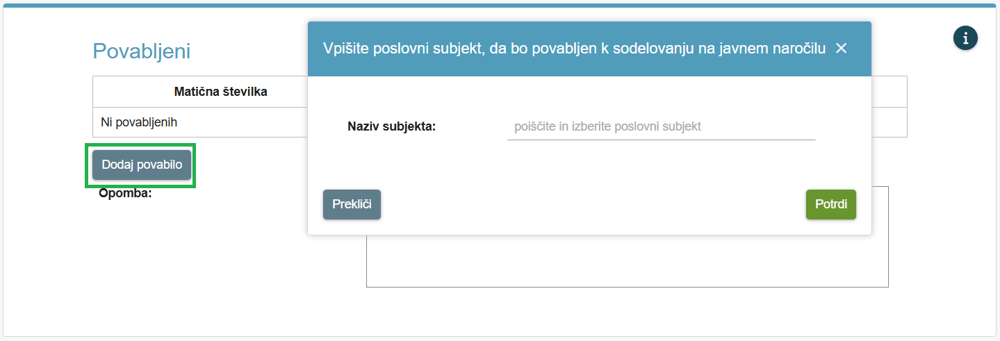 Povabljeni
Vpišite poslovni subjekt, da bo povabljen k sodelovanju na javnem naročilu ×
i
Matična številka
Ni povabljenih
Naziv subjekta: poiščite in izberite poslovni subjekt
Dodaj povabilo
Opomba:
Prekliči Potrdi